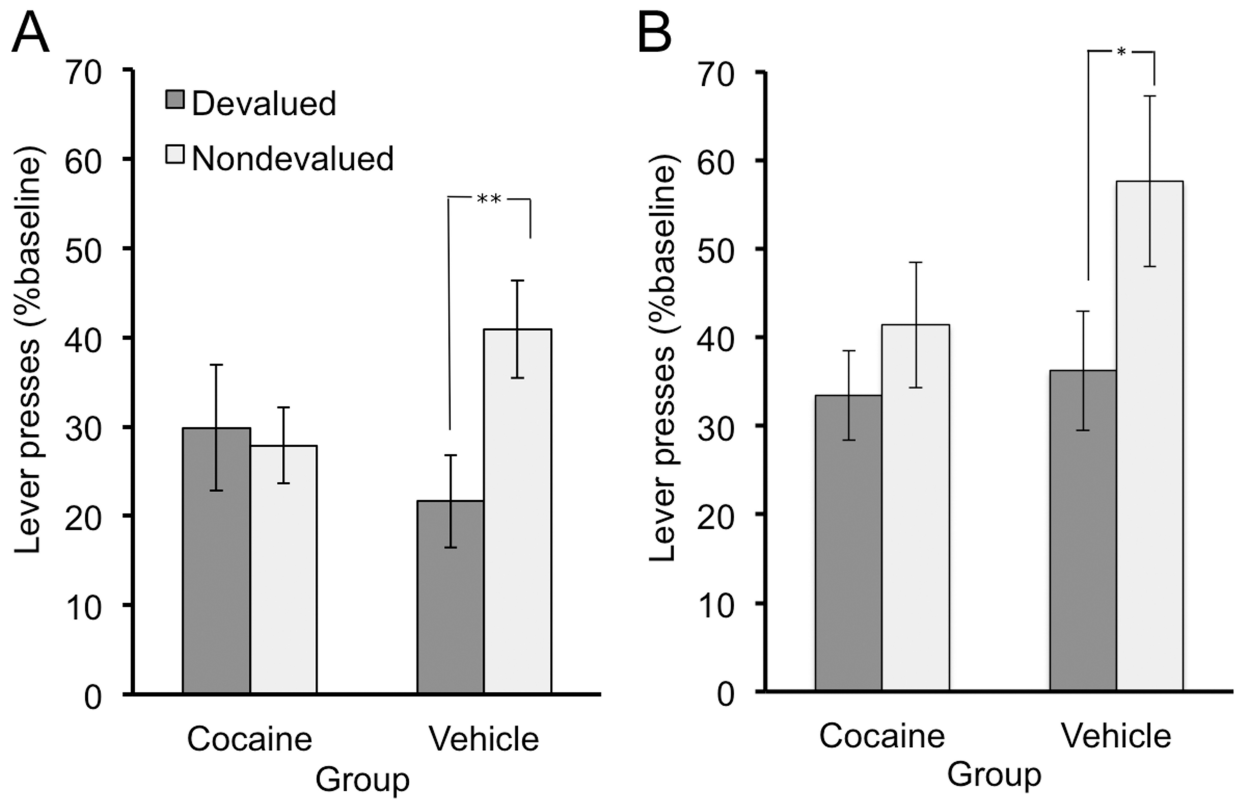 A
Lever presses (%baseline)
70
60
50
40
30
20
10
0
Devalued
Nondevalued
**
Cocaine
Vehicle
Group
B
Lever presses (%baseline)
70
60
50
40
30
20
10
0
*
Cocaine
Vehicle
Group